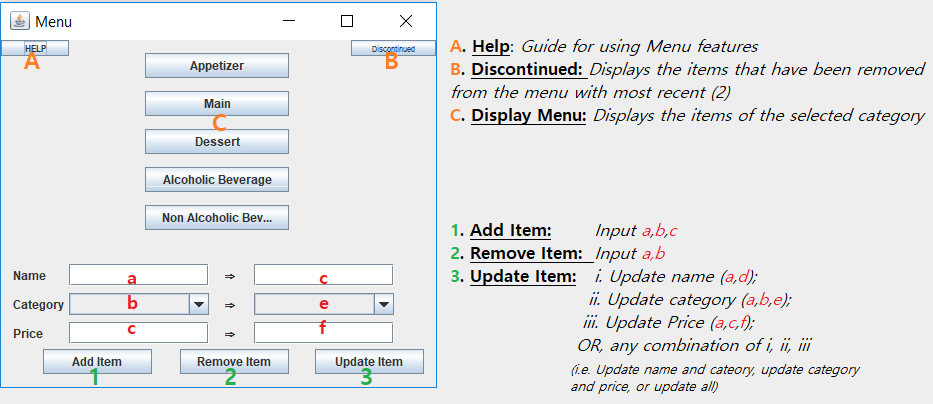 Menu
HELP
Discontinued
A
B
Appetizer
Main
C
Dessert
Alcoholic Beverage
Non Alcoholic Bev...
Name a ⇒ c
Category b ⇒ e
Price c ⇒ f
Add Item Remove Item Update Item
1 2 3
A. Help: Guide for using Menu features
B. Discontinued: Displays the items that have been removed
from the menu with most recent (2)
C. Display Menu: Displays the items of the selected category
1. Add Item: Input a,b,c
2. Remove Item: Input a,b
3. Update Item: i. Update name (a,d);
ii. Update category (a,b,e);
iii. Update Price (a,c,f);
OR, any combination of i, ii, iii
(i.e. Update name and cateory, update category
and price, or update all)